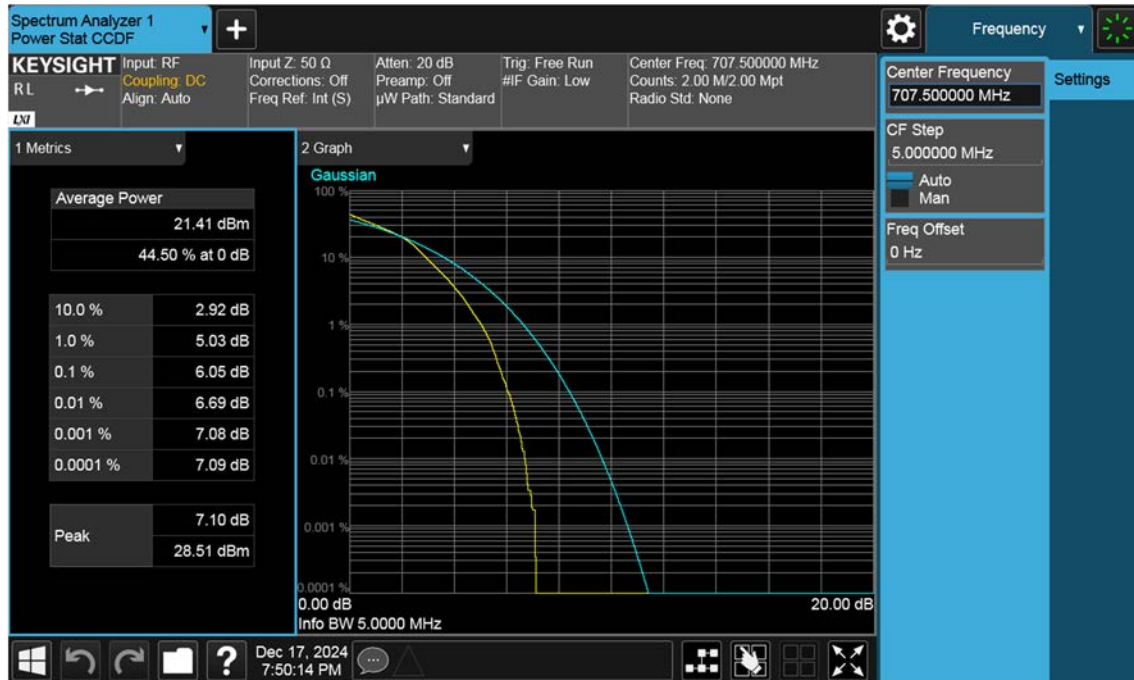 Spectrum Analyzer 1
Power Stat CCDF
Frequency
KEYSIGHT
R L
LXI
Input: RF
Coupling: DC
Align: Auto
Input Z: 50 Ω
Corrections: Off
Freq Ref: Int (S)
Atten: 20 dB
Preamp: Off
µW Path: Standard
Trig: Free Run
#IF Gain: Low
Center Freq: 707.500000 MHz
Counts: 2.00 M/2.00 Mpt
Radio Std: None
Center Frequency
707.500000 MHz
Settings
CF Step
5.000000 MHz
Auto
Man
Freq Offset
0 Hz
1 Metrics
Average Power
21.41 dBm
44.50 % at 0 dB
10.0 % 2.92 dB
1.0 % 5.03 dB
0.1 % 6.05 dB
0.01 % 6.69 dB
0.001 % 7.08 dB
0.0001 % 7.09 dB
Peak
7.10 dB
28.51 dBm
2 Graph
Gaussian
100 %
10 %
1 %
0.1 %
0.01 %
0.001 %
0.0001 %
0.00 dB 20.00 dB
Info BW 5.0000 MHz
?
Dec 17, 2024
7:50:14 PM